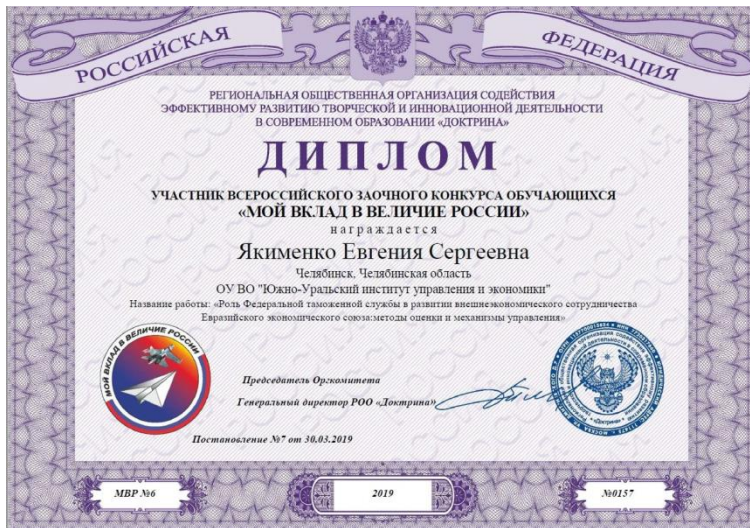 РОССИЙСКАЯ ФЕДЕРАЦИЯ
РЕГИОНАЛЬНАЯ ОБЩЕСТВЕННАЯ ОРГАНИЗАЦИЯ СОДЕЙСТВИЯ
ЭФФЕКТИВНОМУ РАЗВИТИЮ ТВОРЧЕСКОЙ И ИННОВАЦИОННОЙ ДЕЯТЕЛЬНОСТИ
В СОВРЕМЕННОМ ОБРАЗОВАНИИ «ДОКТРИНА»
ДИПЛОМ
УЧАСТНИК ВСЕРОССИЙСКОГО ЗАОЧНОГО КОНКУРСА ОБУЧАЮЩИХСЯ
«МОЙ ВКЛАД В ВЕЛИЧИЕ РОССИИ»
награждается
Якименко Евгения Сергеевна
Челябинск, Челябинская область
ОУ ВО "Южно-Уральский институт управления и экономики"
Название работы: «Роль Федеральной таможенной службы в развитии внешнеэкономического сотрудничества
Евразийского экономического союза:методы оценки и механизмы управления»
МОЙ ВКЛАД В ВЕЛИЧИЕ РОССИИ
Председатель Оргкомитета
Генеральный директор РОО «Доктрина»
«Доктрина»
Постановление №7 от 30.03.2019
МВР №6
2019
№0157